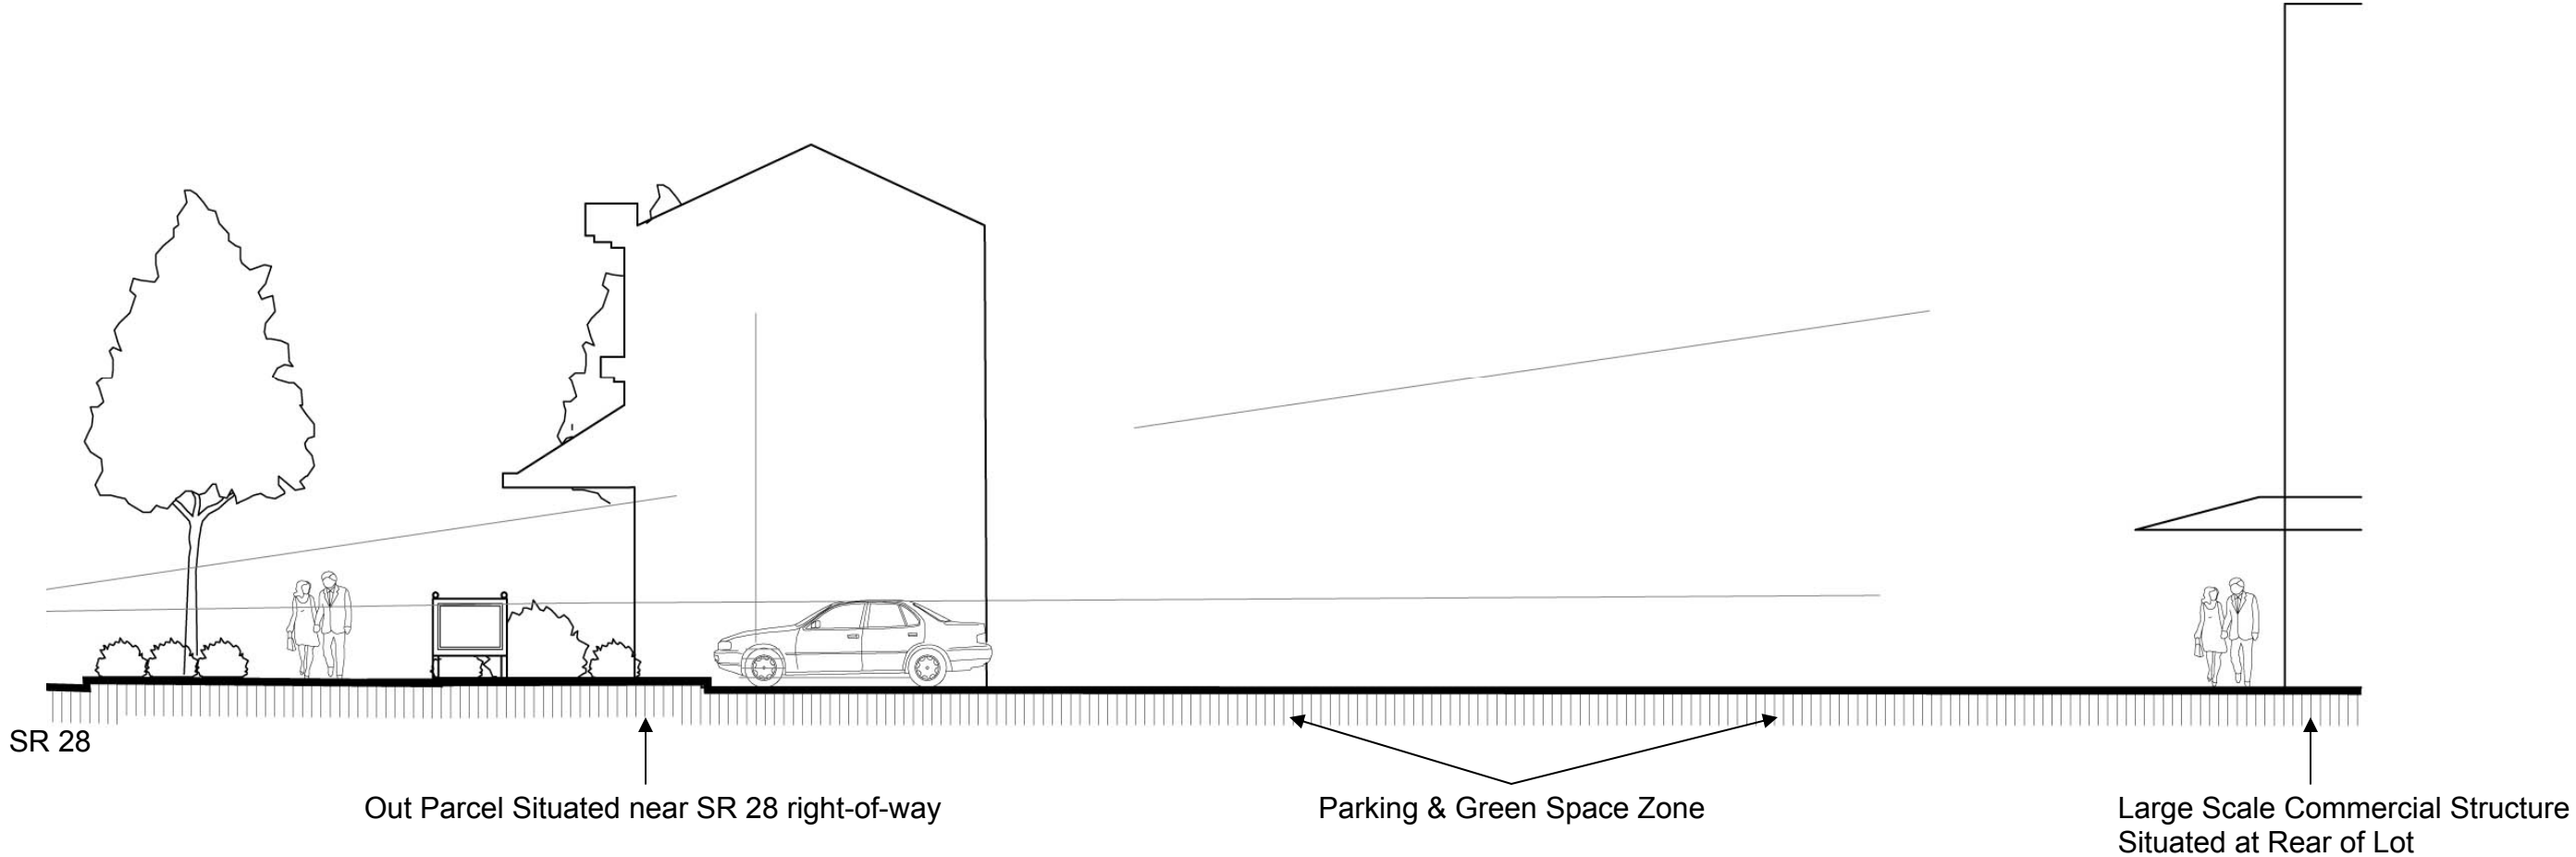 SR 28
Out Parcel Situated near SR 28 right-of-way
Parking & Green Space Zone
Large Scale Commercial Structure
Situated at Rear of Lot